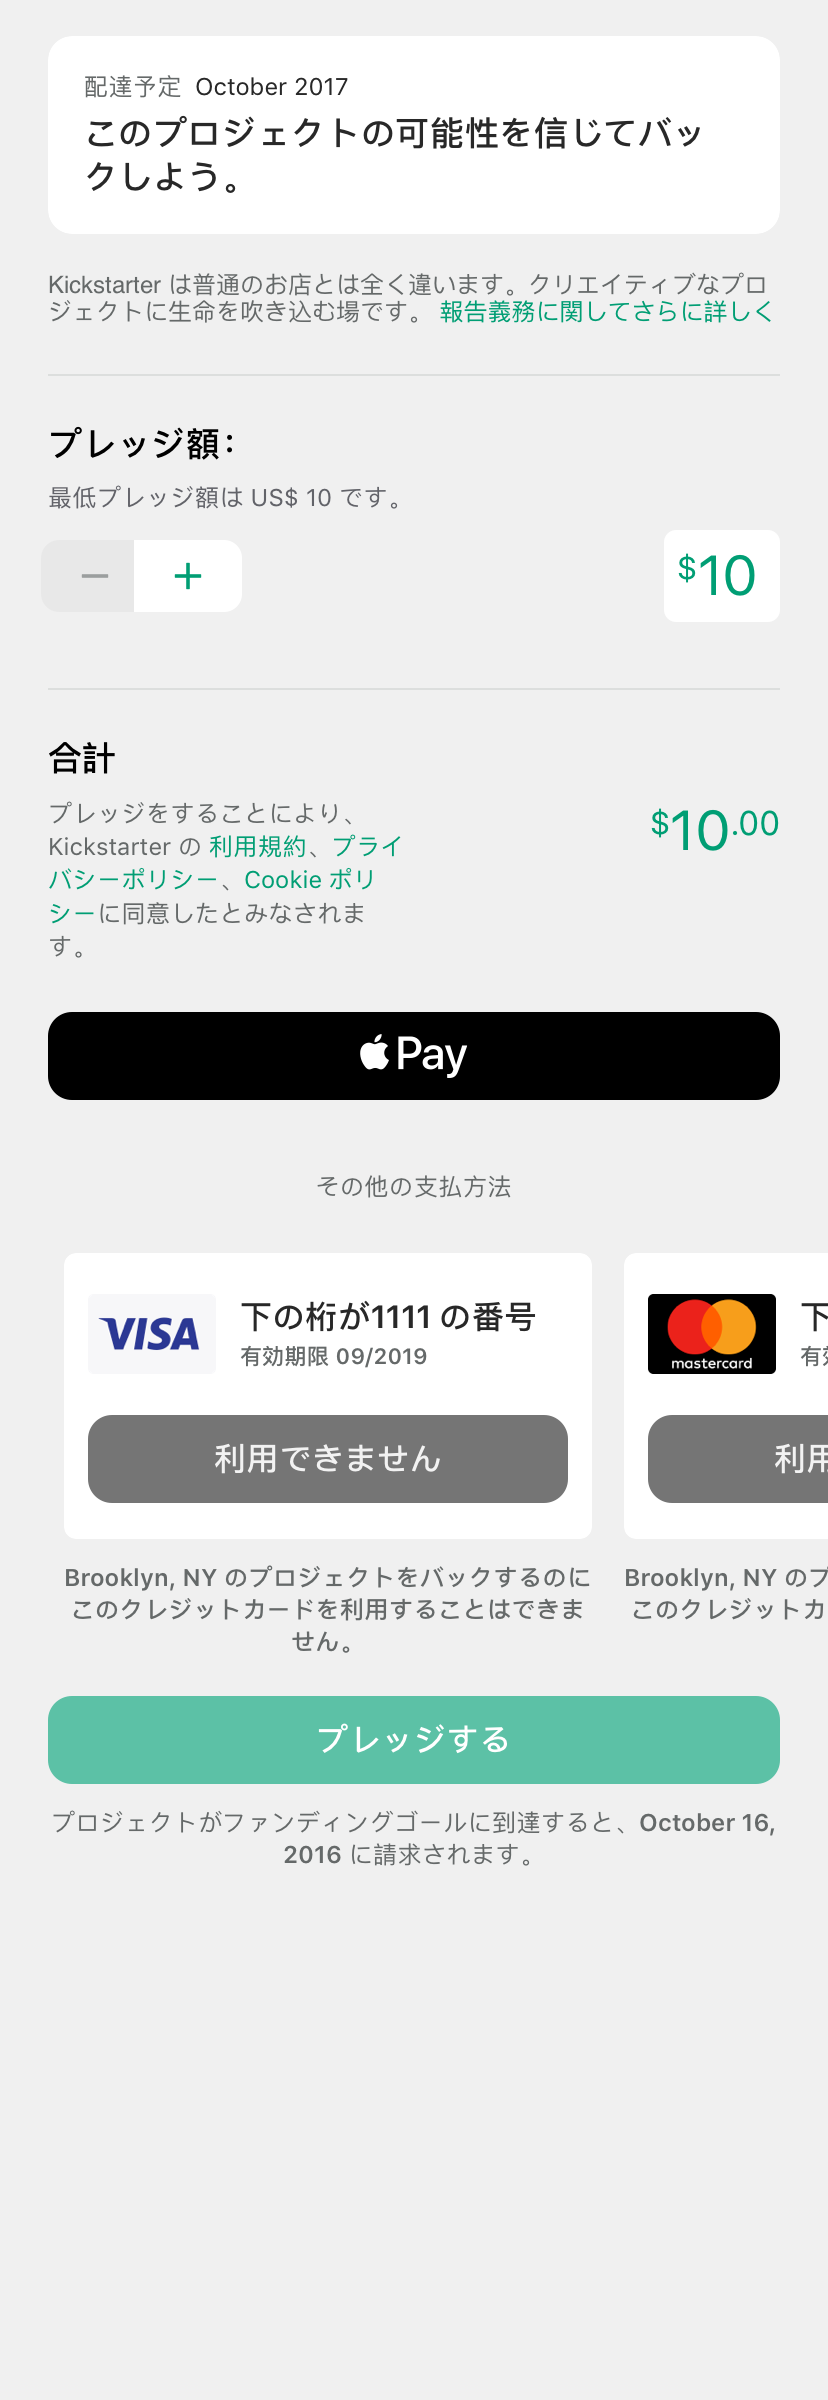 配達予定 October 2017
このプロジェクトの可能性を信じてバッ
クしよう。
Kickstarter は普通のお店とは全く違います。クリエイティブなプロ
ジェクトに生命を吹き込む場です。 報告義務に関してさらに詳しく
プレッジ額:
最低プレッジ額は US$ 10 です。
− +
$10
合計
プレッジをすることにより、
Kickstarter の 利用規約、プライ
バシーポリシー、Cookie ポリ
シーに同意したとみなされま
す。
$10.00
Pay
その他の支払方法
VISA
下の桁が1111 の番号
有効期限 09/2019
利用できません
Brooklyn, NY のプロジェクトをバックするのに
このクレジットカードを利用することはできま
せん。
mastercard
下
有効
利用
Brooklyn, NY のプ
このクレジットカ
プレッジする
プロジェクトがファンディングゴールに到達すると、October 16,
2016 に請求されます。